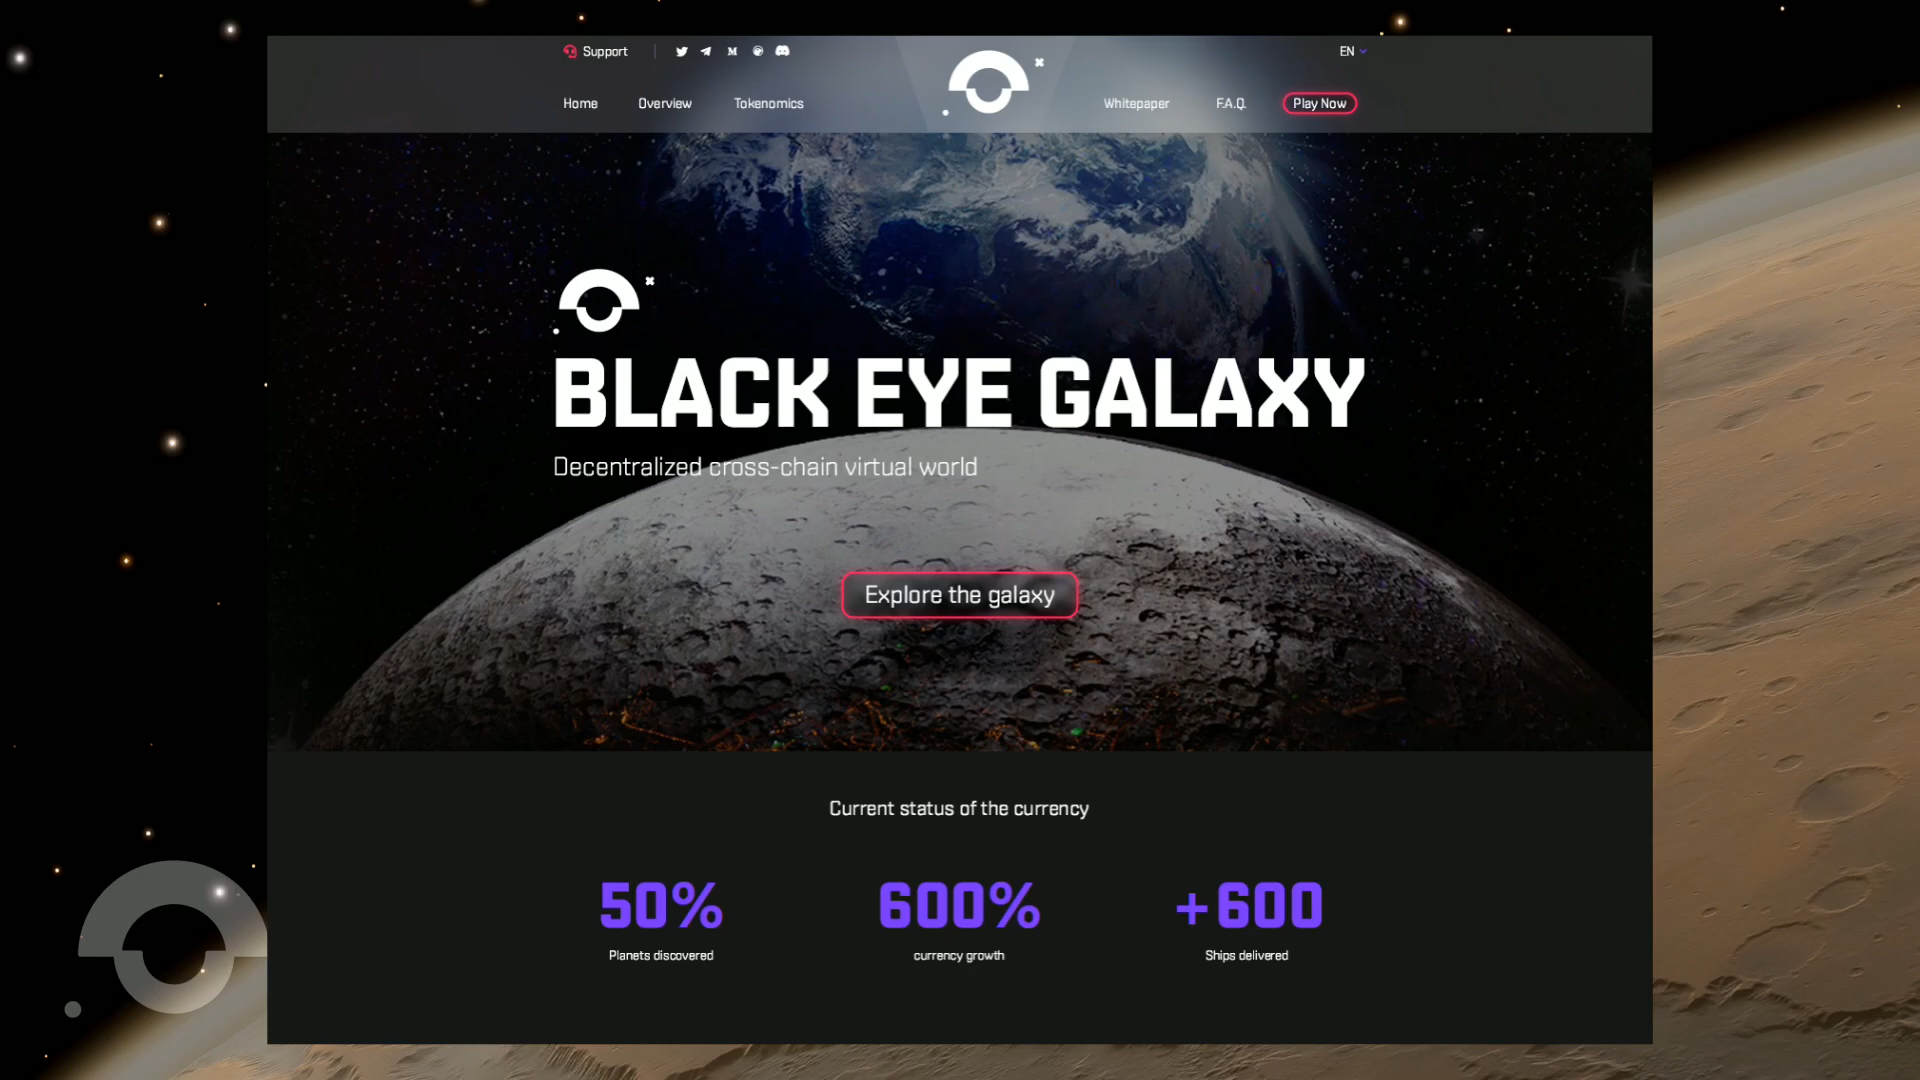 Support
EN
Home
Overview
Tokenomics
Whitepaper
F.A.Q.
Play Now
BLACK EYE GALAXY
Decentralized cross-chain virtual world
Explore the galaxy
Current status of the currency
50%
Planets discovered
600%
currency growth
+600
Ships delivered